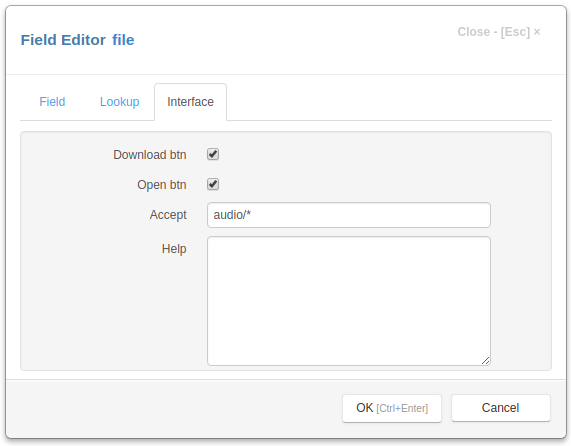 Field Editor file
Close - [Esc] ×
Field Lookup Interface
Download btn
Open btn
Accept audio/*
Help
OK [Ctrl+Enter] Cancel